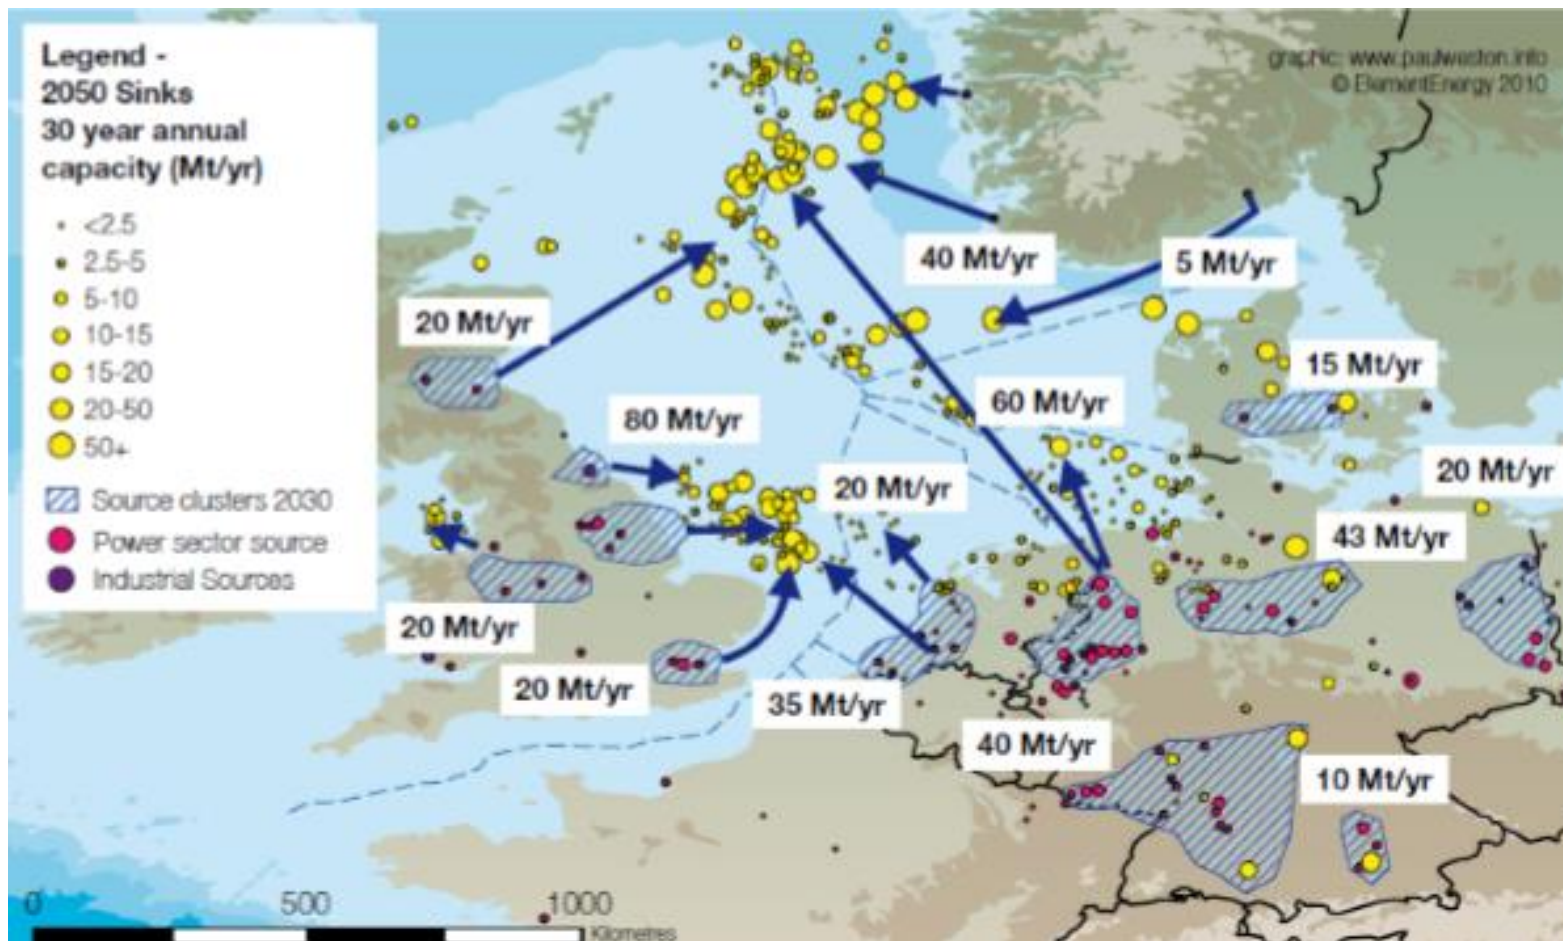 Legend -
2050 Sinks
30 year annual
capacity (Mt/yr)
<2.5
2.5-5
5-10
10-15
15-20
20-50
50+
Source clusters 2030
Power sector source
Industrial Sources
graphic: www.paulweston.info
© ElementEnergy 2010
40 Mt/yr
5 Mt/yr
20 Mt/yr
15 Mt/yr
60 Mt/yr
80 Mt/yr
20 Mt/yr
20 Mt/yr
43 Mt/yr
20 Mt/yr
20 Mt/yr
35 Mt/yr
40 Mt/yr
10 Mt/yr
0
500
1000
Kilometres